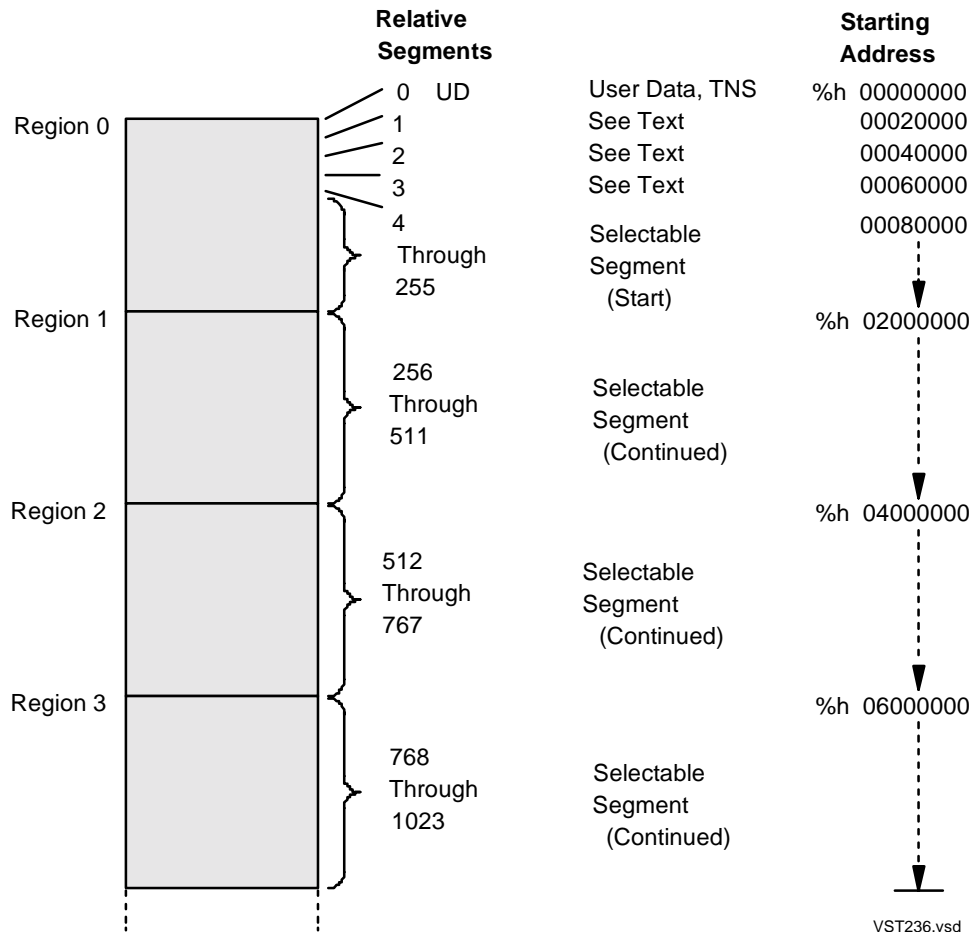 Relative
Segments
Starting
Address
0 UD User Data, TNS %h 00000000
Region 0 1 See Text 00020000
2 See Text 00040000
3 See Text 00060000
4 00080000
Through
255
Selectable
Segment
(Start)
Region 1 %h 02000000
256
Through
511
Selectable
Segment
(Continued)
Region 2 %h 04000000
512
Through
767
Selectable
Segment
(Continued)
Region 3 %h 06000000
768
Through
1023
Selectable
Segment
(Continued)
VST236.vsd